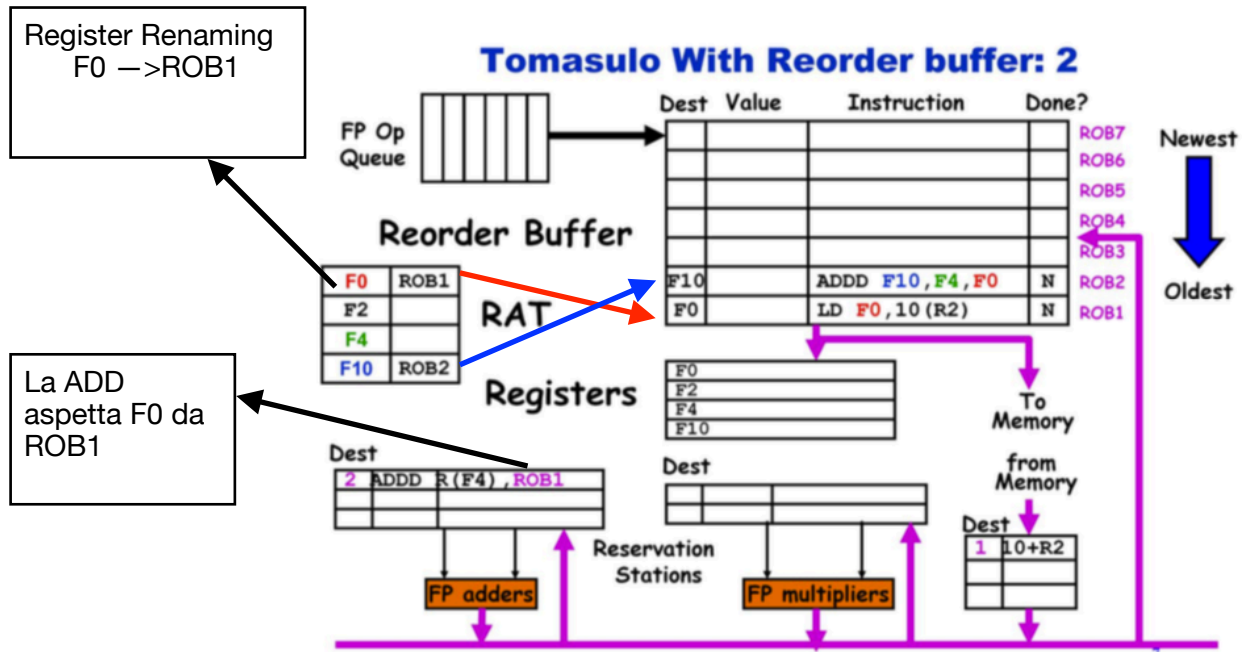 Register Renaming
F0 —>ROB1
Tomasulo With Reorder buffer: 2
Dest Value Instruction Done?
FP Op
Queue
ROB7
ROB6
ROB5
ROB4
ROB3
Newest
Oldest
Reorder Buffer
F10 ADDD F10,F4,F0 N ROB2
F0 LD F0,10(R2) N ROB1
F0 ROB1
F2
F4
F10 ROB2
RAT
La ADD
aspetta F0 da
ROB1
Registers
F0
F2
F4
F10
To
Memory
from
Memory
Dest
2 ADDD R(F4),ROB1
Dest
Dest
1 10+R2
Reservation
Stations
FP adders
FP multipliers